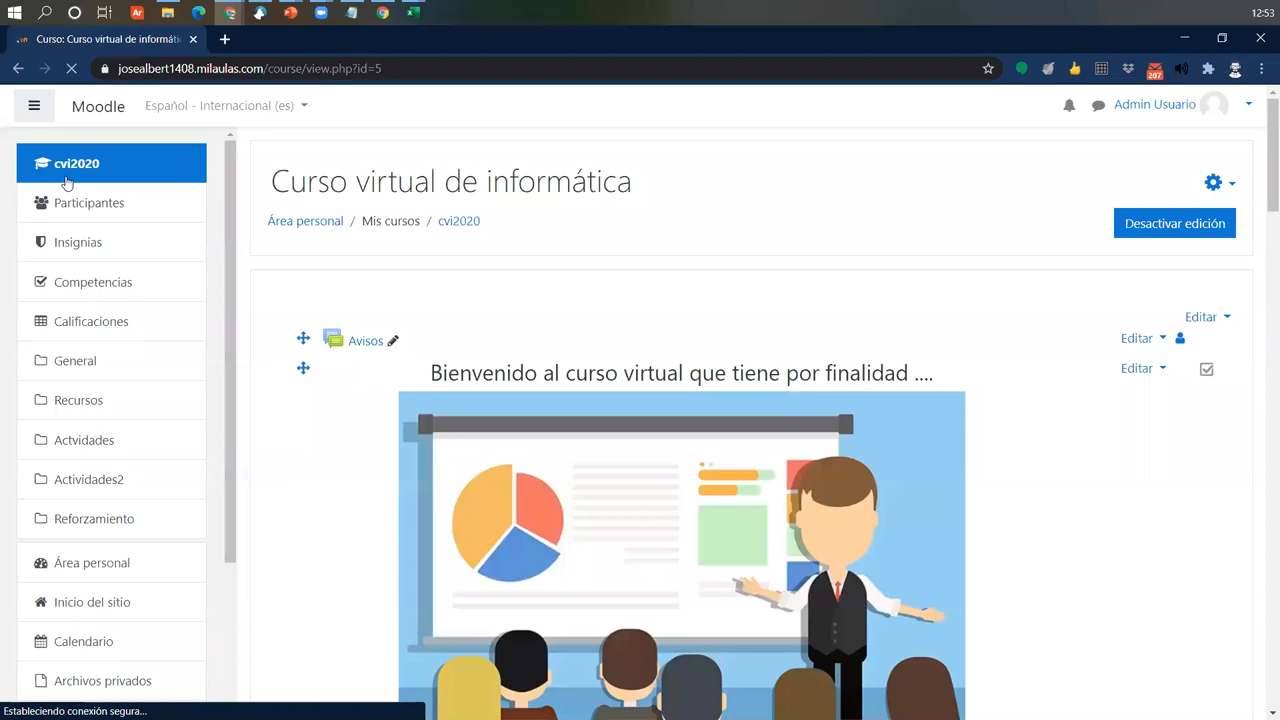 12:53
Curso: Curso virtual de informáti
josealbert1408.milaulas.com/course/view.php?id=5
207
Moodle
Español - Internacional (es)
Admin Usuario
cvi2020
Participantes
Insignias
Competencias
Calificaciones
General
Recursos
Actvidades
Actividades2
Reforzamiento
Área personal
Inicio del sitio
Calendario
Archivos privados
Curso virtual de informática
Área personal / Mis cursos / cvi2020
Desactivar edición
Editar
Avisos
Editar
Bienvenido al curso virtual que tiene por finalidad ....
Editar
Estableciendo conexión segura...